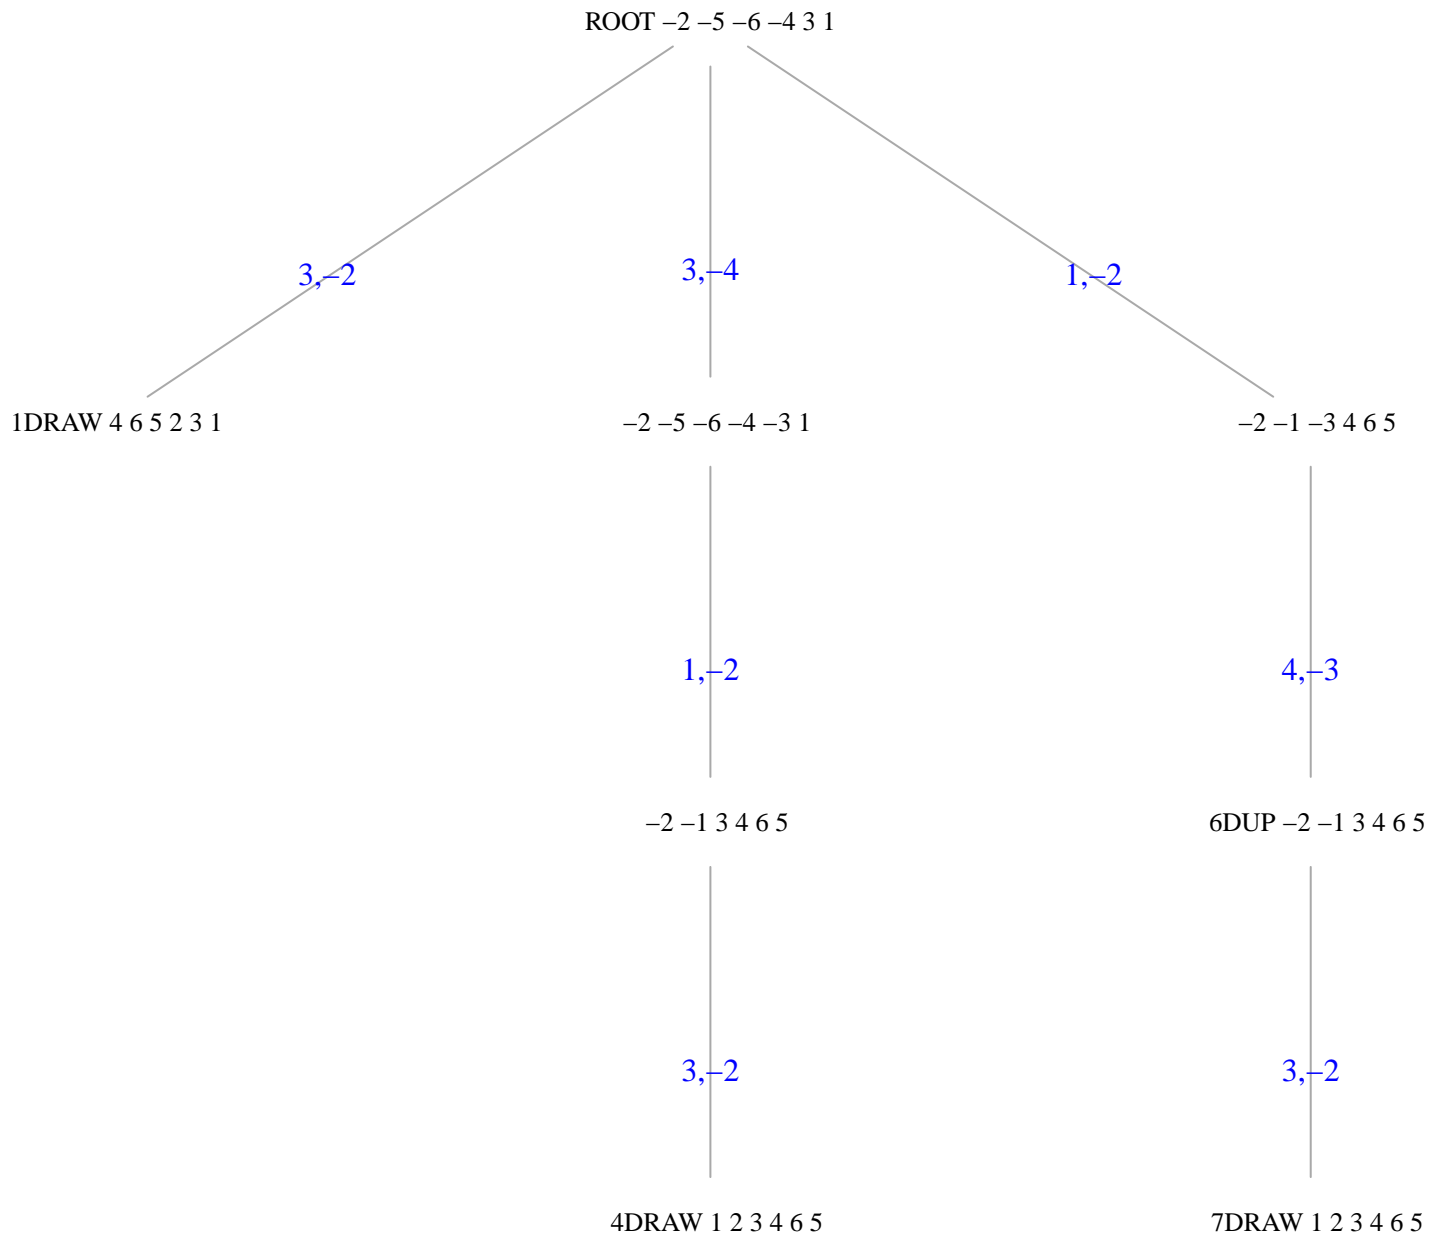 ROOT –2 –5 –6 –4 3 1
3,–2
3,–4
1,–2
1DRAW 4 6 5 2 3 1
–2 –5 –6 –4 –3 1
–2 –1 –3 4 6 5
1,–2
4,–3
–2 –1 3 4 6 5
6DUP –2 –1 3 4 6 5
3,–2
3,–2
4DRAW 1 2 3 4 6 5
7DRAW 1 2 3 4 6 5